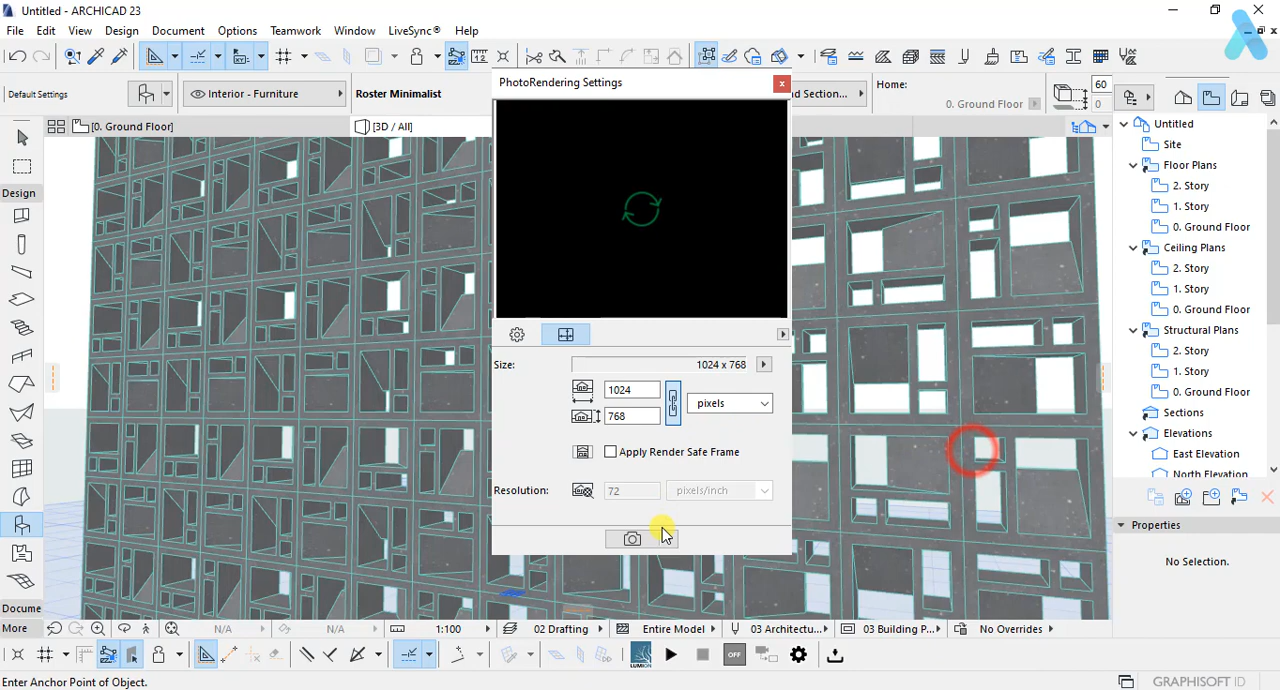 Untitled - ARCHICAD 23
File Edit View Design Document Options Teamwork Window LiveSync® Help
Default Settings
Interior - Furniture
Roster Minimalist
PhotoRendering Settings
x
nd Section...
Home:
0. Ground Floor
60
0
[0. Ground Floor]
[3D / All]
Design
Size:
1024 x 768
1024
768
pixels
Apply Render Safe Frame
Resolution:
72
pixels/inch
Untitled
Site
Floor Plans
2. Story
1. Story
0. Ground Floor
Ceiling Plans
2. Story
1. Story
0. Ground Floor
Structural Plans
2. Story
1. Story
0. Ground Floor
Sections
Elevations
East Elevation
North Elevation
Properties
No Selection.
Docume
More
N/A
N/A
1:100
02 Drafting
Entire Model
03 Architectu...
03 Building P...
No Overrides
LUMION
OFF
Enter Anchor Point of Object.
GRAPHISOFT ID